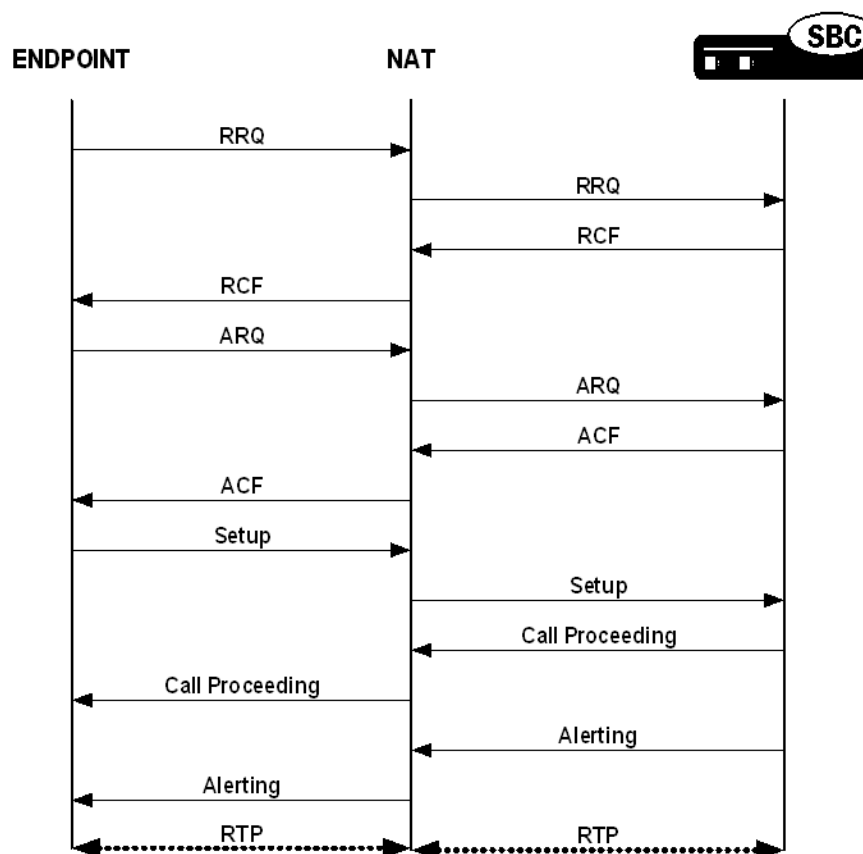 SBC
ENDPOINT
NAT
RRQ
RRQ
RCF
RCF
ARQ
ARQ
ACF
ACF
Setup
Setup
Call Proceeding
Call Proceeding
Alerting
Alerting
RTP
RTP